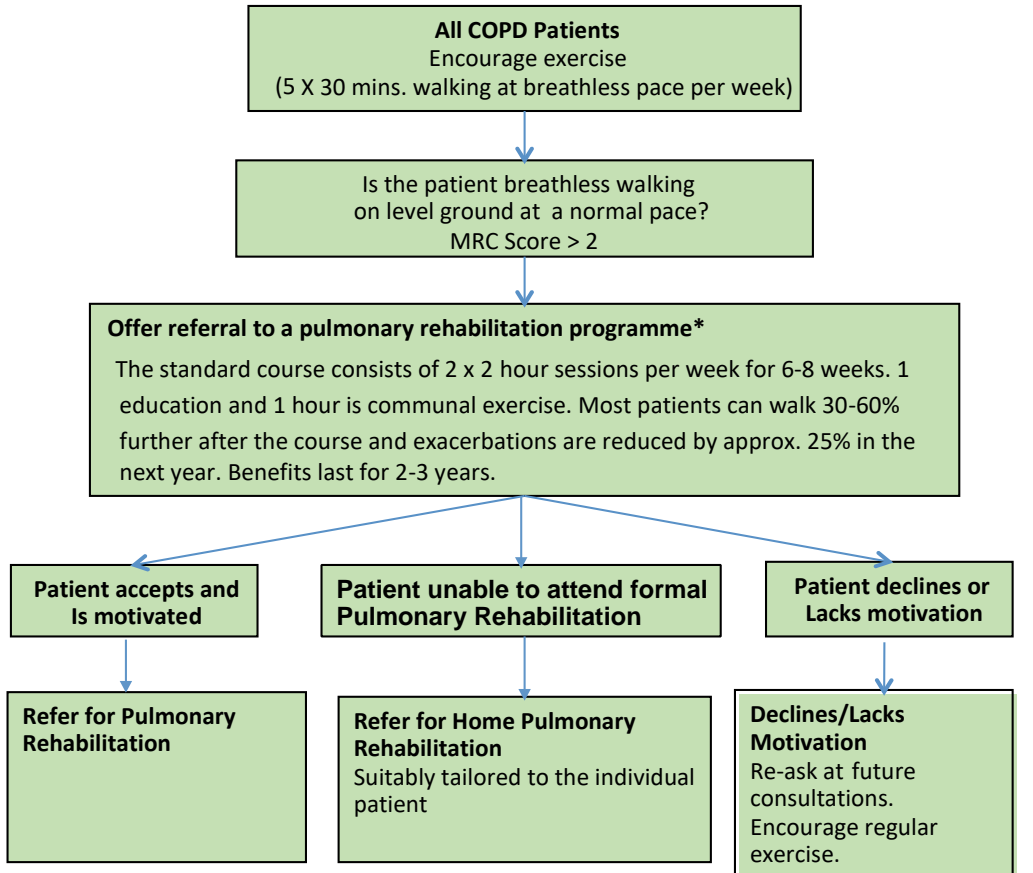 All COPD Patients
Encourage exercise
(5 X 30 mins. walking at breathless pace per week)
Is the patient breathless walking
on level ground at a normal pace?
MRC Score > 2
Offer referral to a pulmonary rehabilitation programme*
The standard course consists of 2 x 2 hour sessions per week for 6-8 weeks. 1
education and 1 hour is communal exercise. Most patients can walk 30-60%
further after the course and exacerbations are reduced by approx. 25% in the
next year. Benefits last for 2-3 years.
Patient accepts and
Is motivated
Patient unable to attend formal
Pulmonary Rehabilitation
Patient declines or
Lacks motivation
Refer for Pulmonary
Rehabilitation
Refer for Home Pulmonary
Rehabilitation
Suitably tailored to the individual
patient
Declines/Lacks
Motivation
Re-ask at future
consultations.
Encourage regular
exercise.